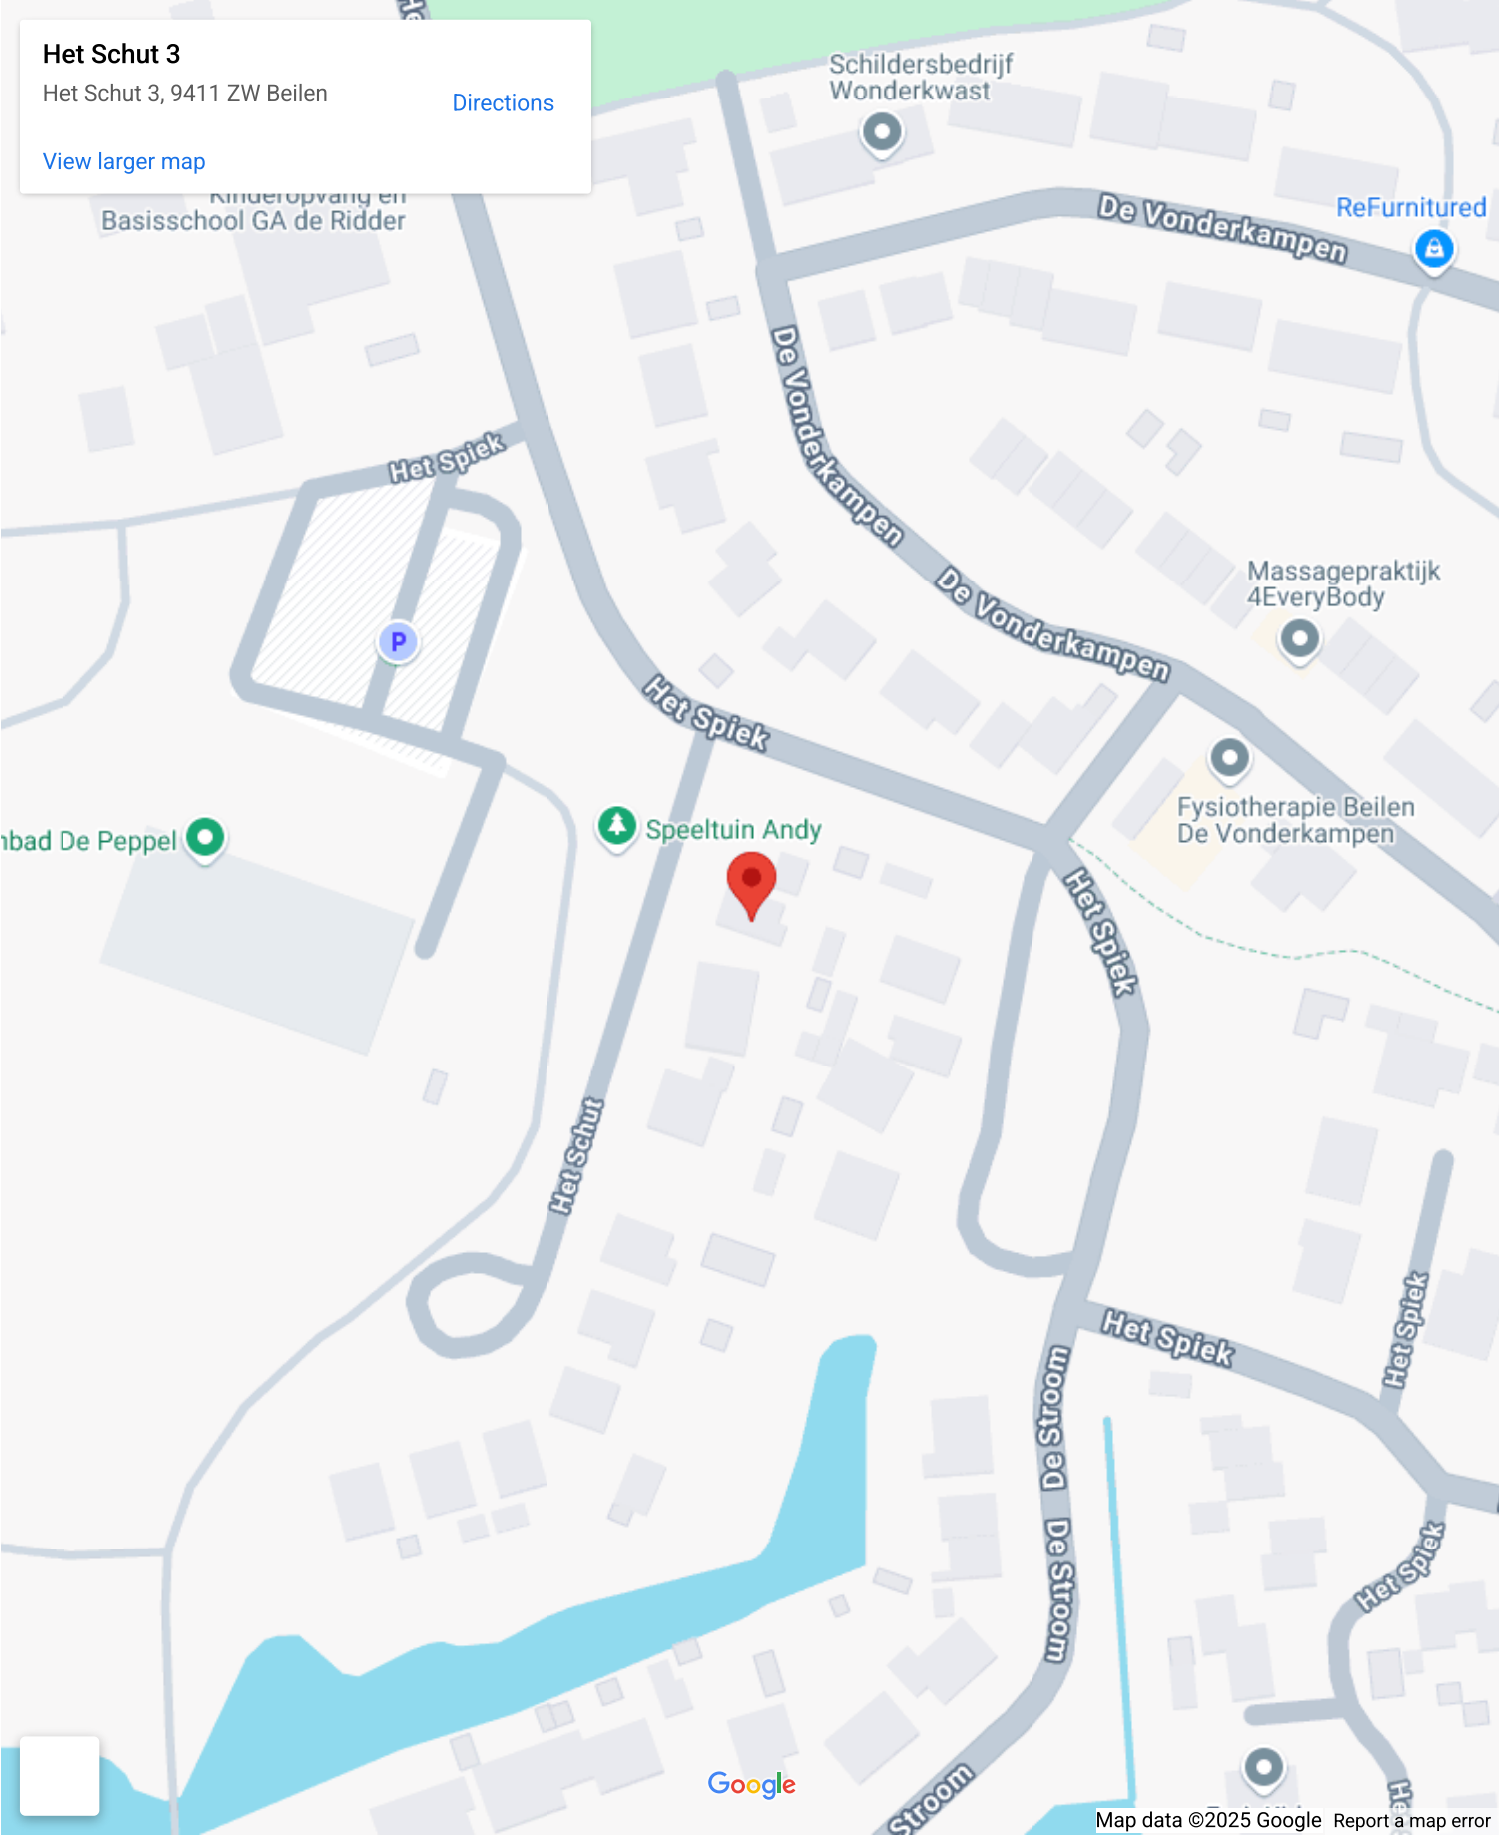 Het Schut 3
Het Schut 3, 9411 ZW Beilen
Directions
View larger map
Kinderopvang en
Basisschool GA de Ridder
Schildersbedrijf
Wonderkwast
De Vonderkampen
ReFurnitured
De Vonderkampen
Het Spiek
De Vonderkampen
Massagepraktijk
4EveryBody
P
Het Spiek
Fysiotherapie Beilen
De Vonderkampen
nbad De Peppel
Speeltuin Andy
Het Spiek
Het Schut
Het Spiek
Het Spiek
De Stroom
De Stroom
Het Spiek
Stroom
Google
Map data ©2025 Google
Report a map error